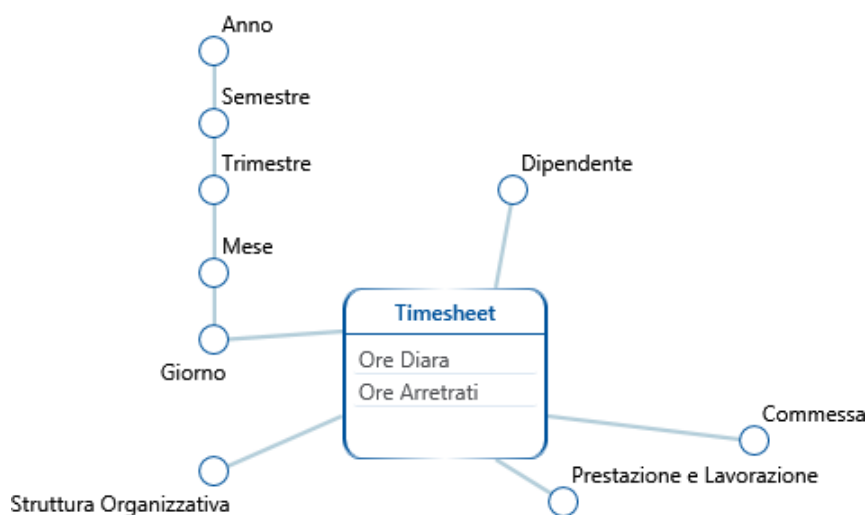 Anno
Semestre
Trimestre
Dipendente
Mese
Timesheet
Ore Diara
Giorno
Ore Arretrati
Commessa
Prestazione e Lavorazione
Struttura Organizzativa